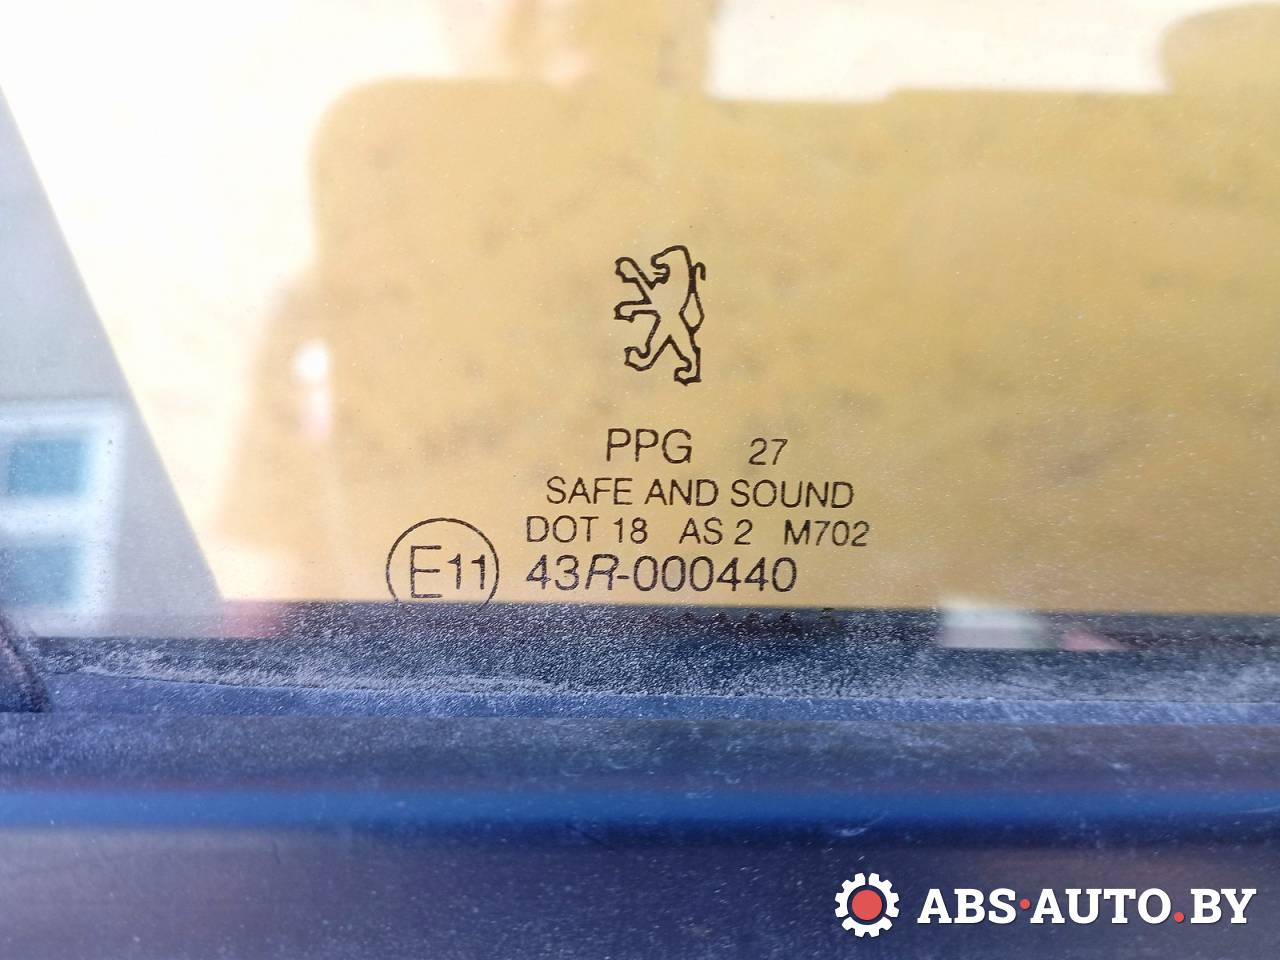 PPG 27
SAFE AND SOUND
DOT 18 AS 2 M702
E11 43R-000440
ABS·AUTO.BY